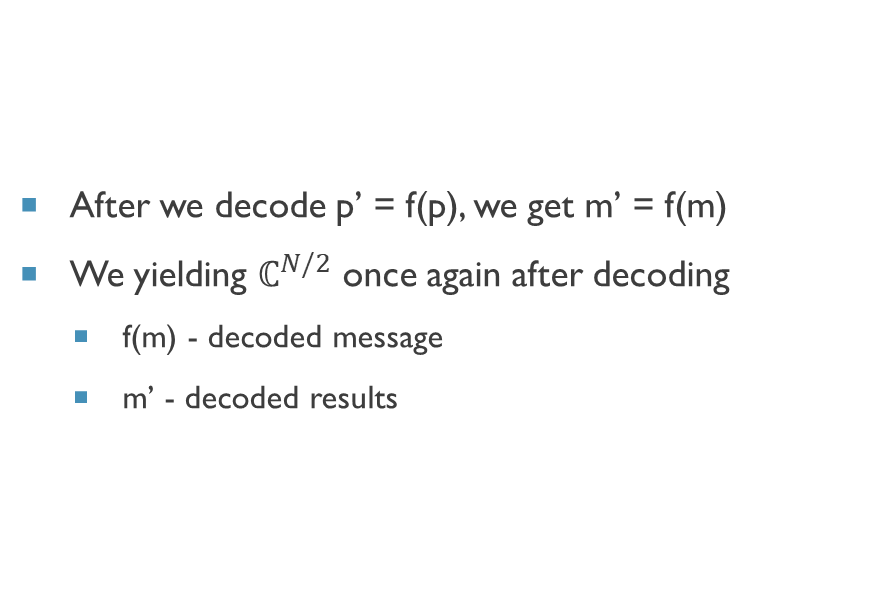 After we decode p’ = f(p), we get m’ = f(m)
We yielding ℂ^{N/2} once again after decoding
f(m) - decoded message
m’ - decoded results